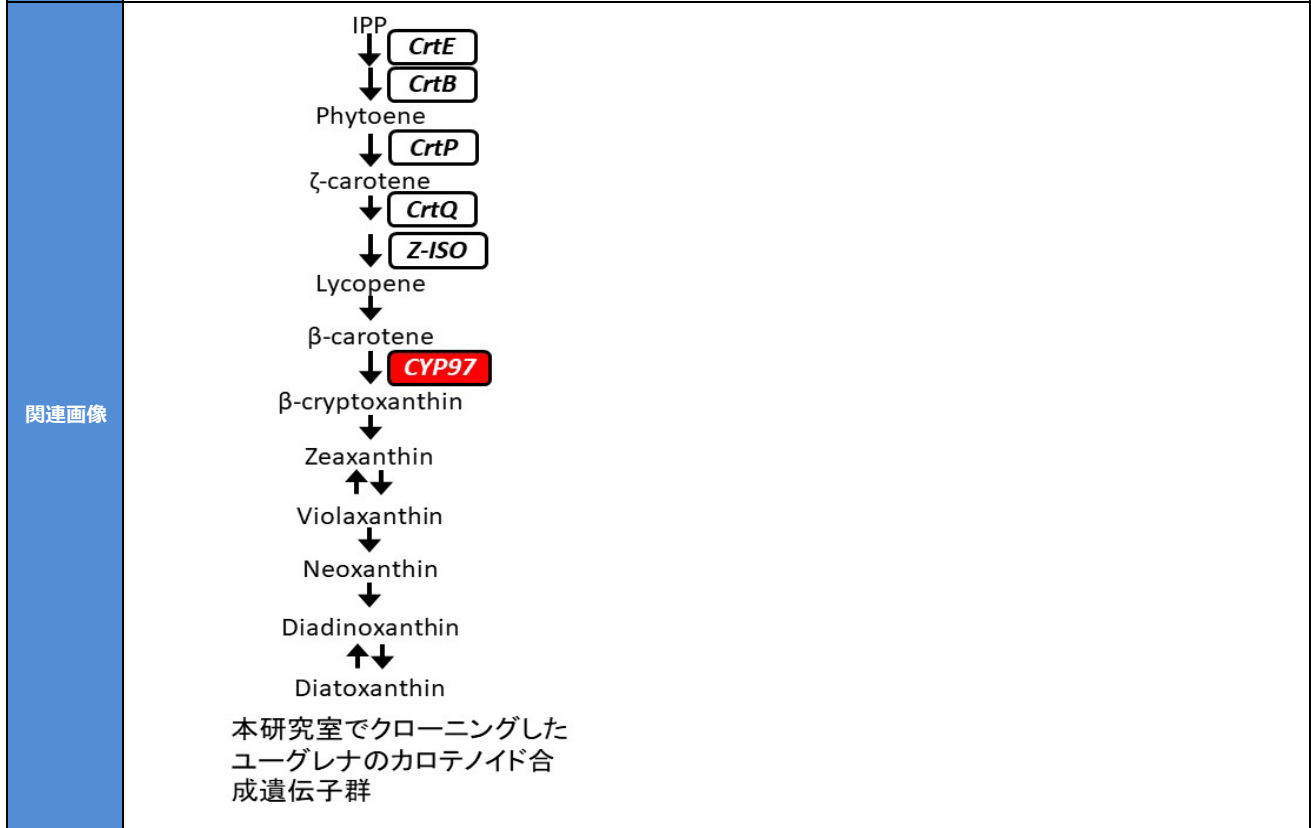 関連画像
IPP
CrtE
CrtB
Phytoene
CrtP
ζ-carotene
CrtQ
Z-ISO
Lycopene
β-carotene
CYP97
β-cryptoxanthin
Zeaxanthin
Violaxanthin
Neoxanthin
Diadinoxanthin
Diatoxanthin
本研究室でクローニングした
ユーグレナのカロテノイド合
成遺伝子群